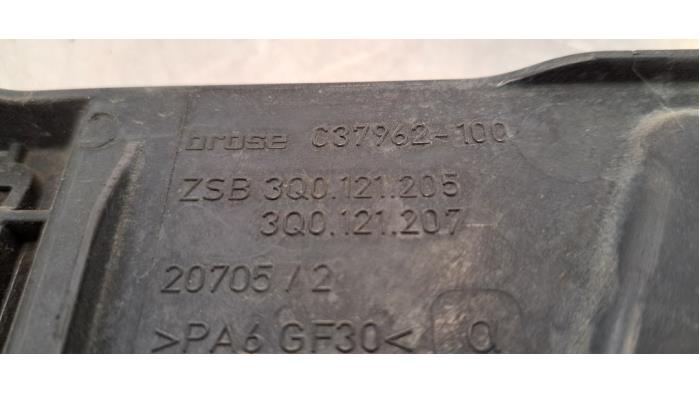 brose C37962-100
ZSB 3Q0.121.205
3Q0.121.207
20705/2
>PA6 GF30< a